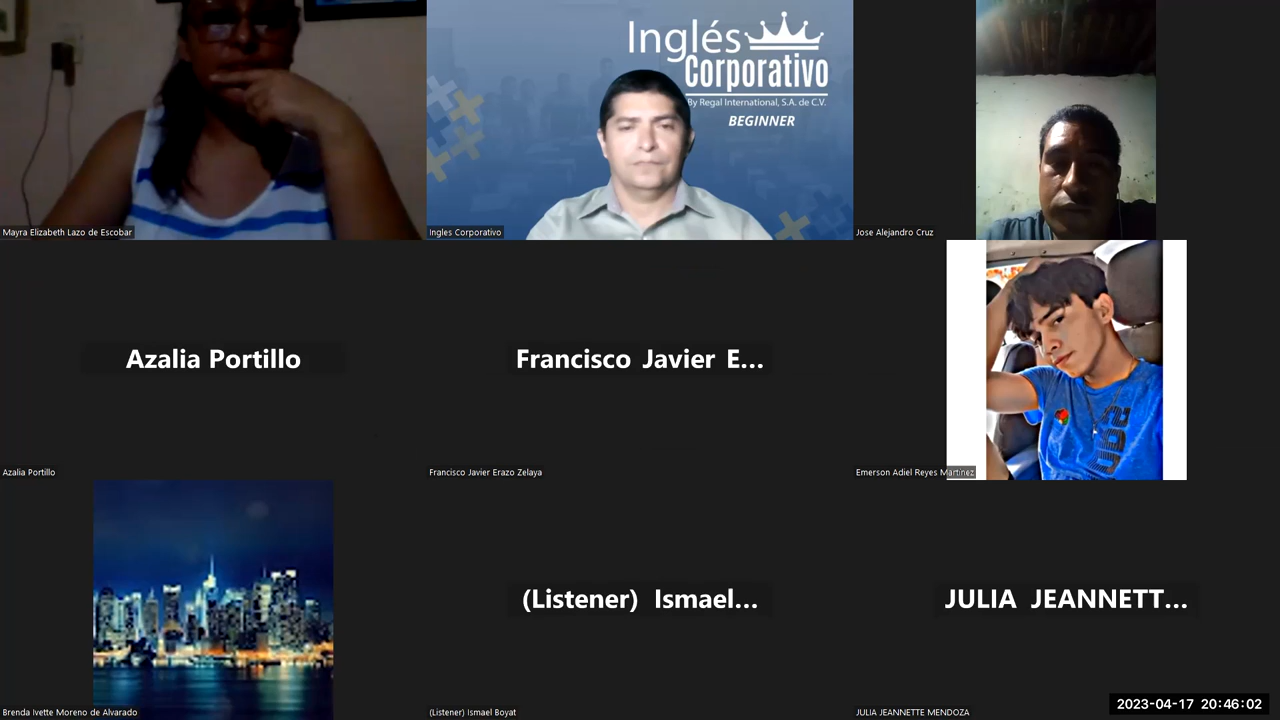 Inglés
Corporativo
By Regal International, S.A. de C.V.
BEGINNER
Mayra Elizabeth Lazo de Escobar
Ingles Corporativo
Jose Alejandro Cruz
Azalia Portillo
Francisco Javier E...
Azalia Portillo
Francisco Javier Erazo Zelaya
Emerson Adiel Reyes Martinez
(Listener) Ismael...
JULIA JEANNETT...
Brenda Ivette Moreno de Alvarado
(Listener) Ismael Boyat
JULIA JEANNETTE MENDOZA
2023-04-17 20:46:02